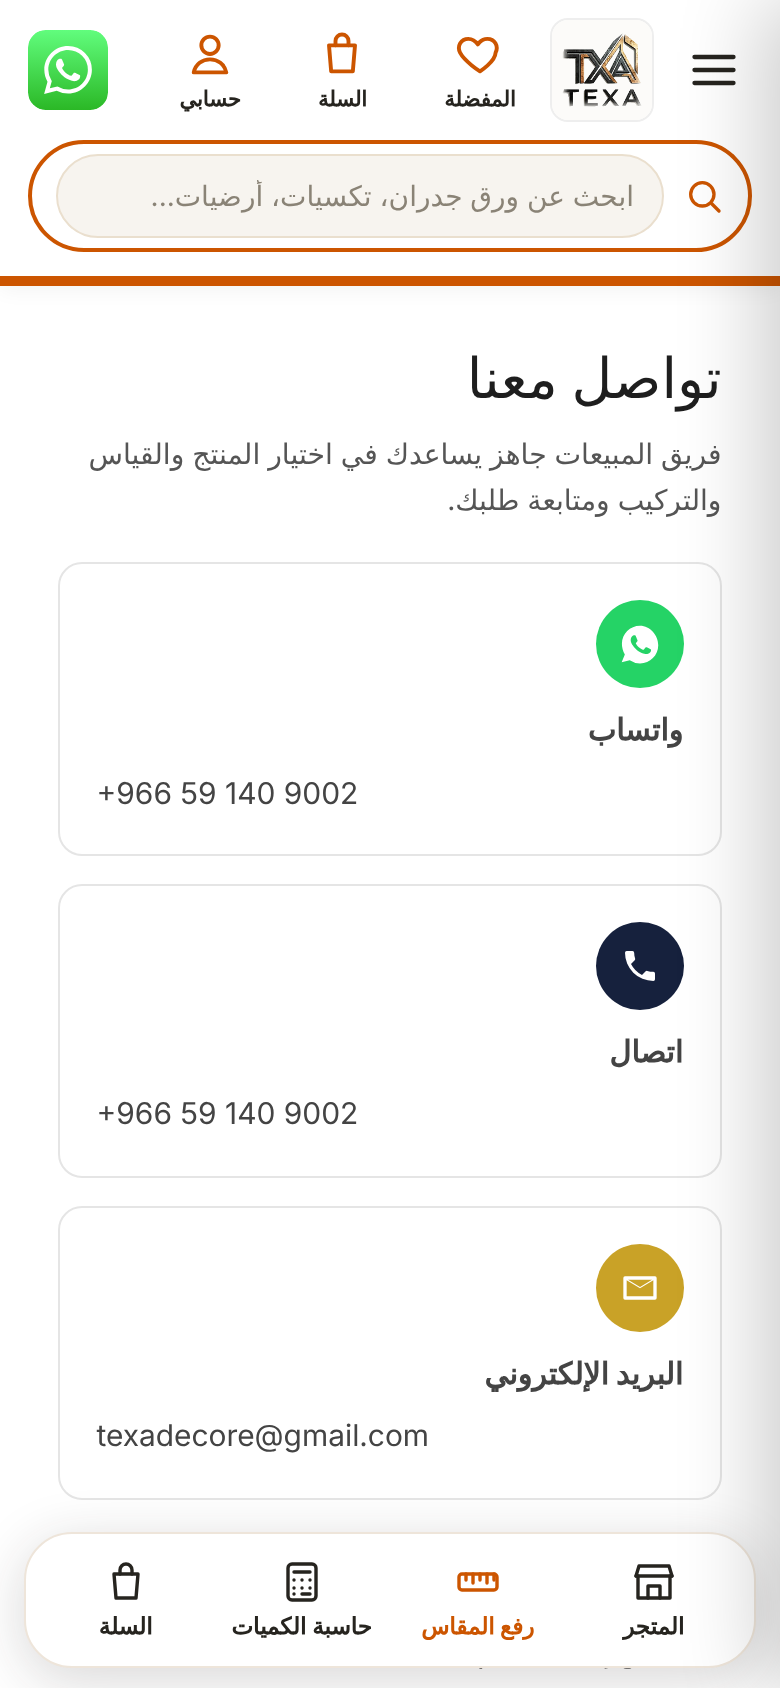 TXA
TEXA
المفضلة
السلة
حسابي
ابحث عن ورق جدران، تكسيات، أرضيات...
تواصل معنا
فريق المبيعات جاهز يساعدك في اختيار المنتج والقياس
والتركيب ومتابعة طلبك.
واتساب
+966 59 140 9002
اتصال
+966 59 140 9002
البريد الإلكتروني
texadecore@gmail.com
المتجر
رفع المقاس
حاسبة الكميات
السلة